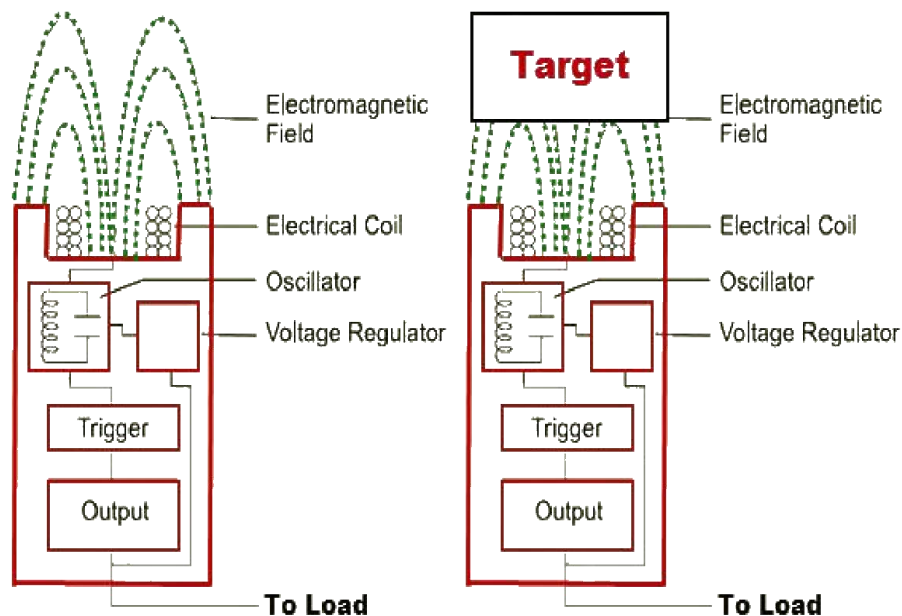 Electromagnetic
Field
Electrical Coil
Oscillator
Voltage Regulator
Trigger
Output
To Load
Target
Electromagnetic
Field
Electrical Coil
Oscillator
Voltage Regulator
Trigger
Output
To Load